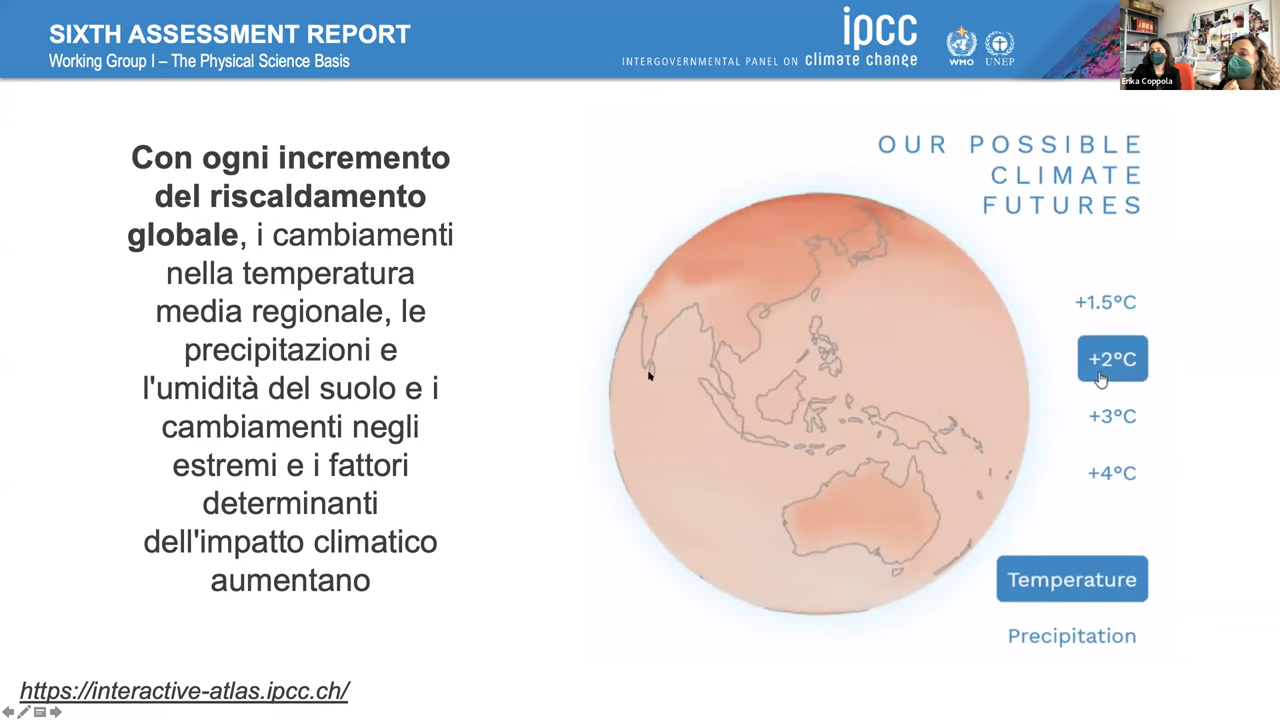 SIXTH ASSESSMENT REPORT
Working Group I – The Physical Science Basis
ipcc
INTERGOVERNMENTAL PANEL ON climate change
WMO
UNEP
Erika Coppola
Con ogni incremento
del riscaldamento
globale, i cambiamenti
nella temperatura
media regionale, le
precipitazioni e
l'umidità del suolo e i
cambiamenti negli
estremi e i fattori
determinanti
dell'impatto climatico
aumentano
OUR POSSIBLE
CLIMATE
FUTURES
+1.5°C
+2°C
+3°C
+4°C
Temperature
Precipitation
https://interactive-atlas.ipcc.ch/